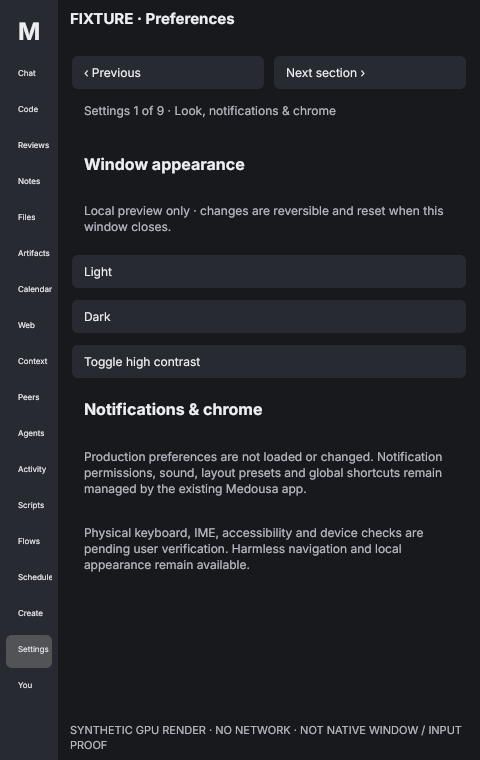 M
Chat
Code
Reviews
Notes
Files
Artifacts
Calendar
Web
Context
Peers
Agents
Activity
Scripts
Flows
Schedule
Create
Settings
You
FIXTURE · Preferences
‹ Previous
Next section ›
Settings 1 of 9 · Look, notifications & chrome
Window appearance
Local preview only · changes are reversible and reset when this
window closes.
Light
Dark
Toggle high contrast
Notifications & chrome
Production preferences are not loaded or changed. Notification
permissions, sound, layout presets and global shortcuts remain
managed by the existing Medousa app.
Physical keyboard, IME, accessibility and device checks are
pending user verification. Harmless navigation and local
appearance remain available.
SYNTHETIC GPU RENDER · NO NETWORK · NOT NATIVE WINDOW / INPUT
PROOF